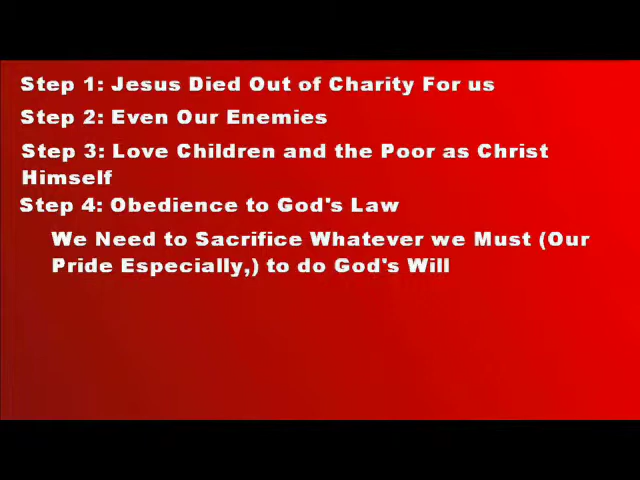 Step 1: Jesus Died Out of Charity For us
Step 2: Even Our Enemies
Step 3: Love Children and the Poor as Christ
Himself
Step 4: Obedience to God's Law
We Need to Sacrifice Whatever we Must (Our
Pride Especially,) to do God's Will